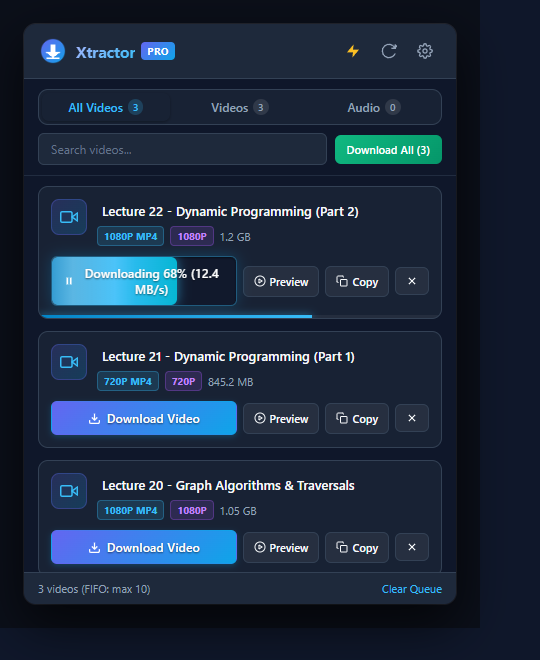 Xtractor PRO
All Videos 3 Videos 3 Audio 0
Search videos... Download All (3)
Lecture 22 - Dynamic Programming (Part 2)
1080P MP4 1080P 1.2 GB
Downloading 68% (12.4
MB/s)
Preview Copy ×
Lecture 21 - Dynamic Programming (Part 1)
720P MP4 720P 845.2 MB
Download Video Preview Copy ×
Lecture 20 - Graph Algorithms & Traversals
1080P MP4 1080P 1.05 GB
Download Video Preview Copy ×
3 videos (FIFO: max 10) Clear Queue